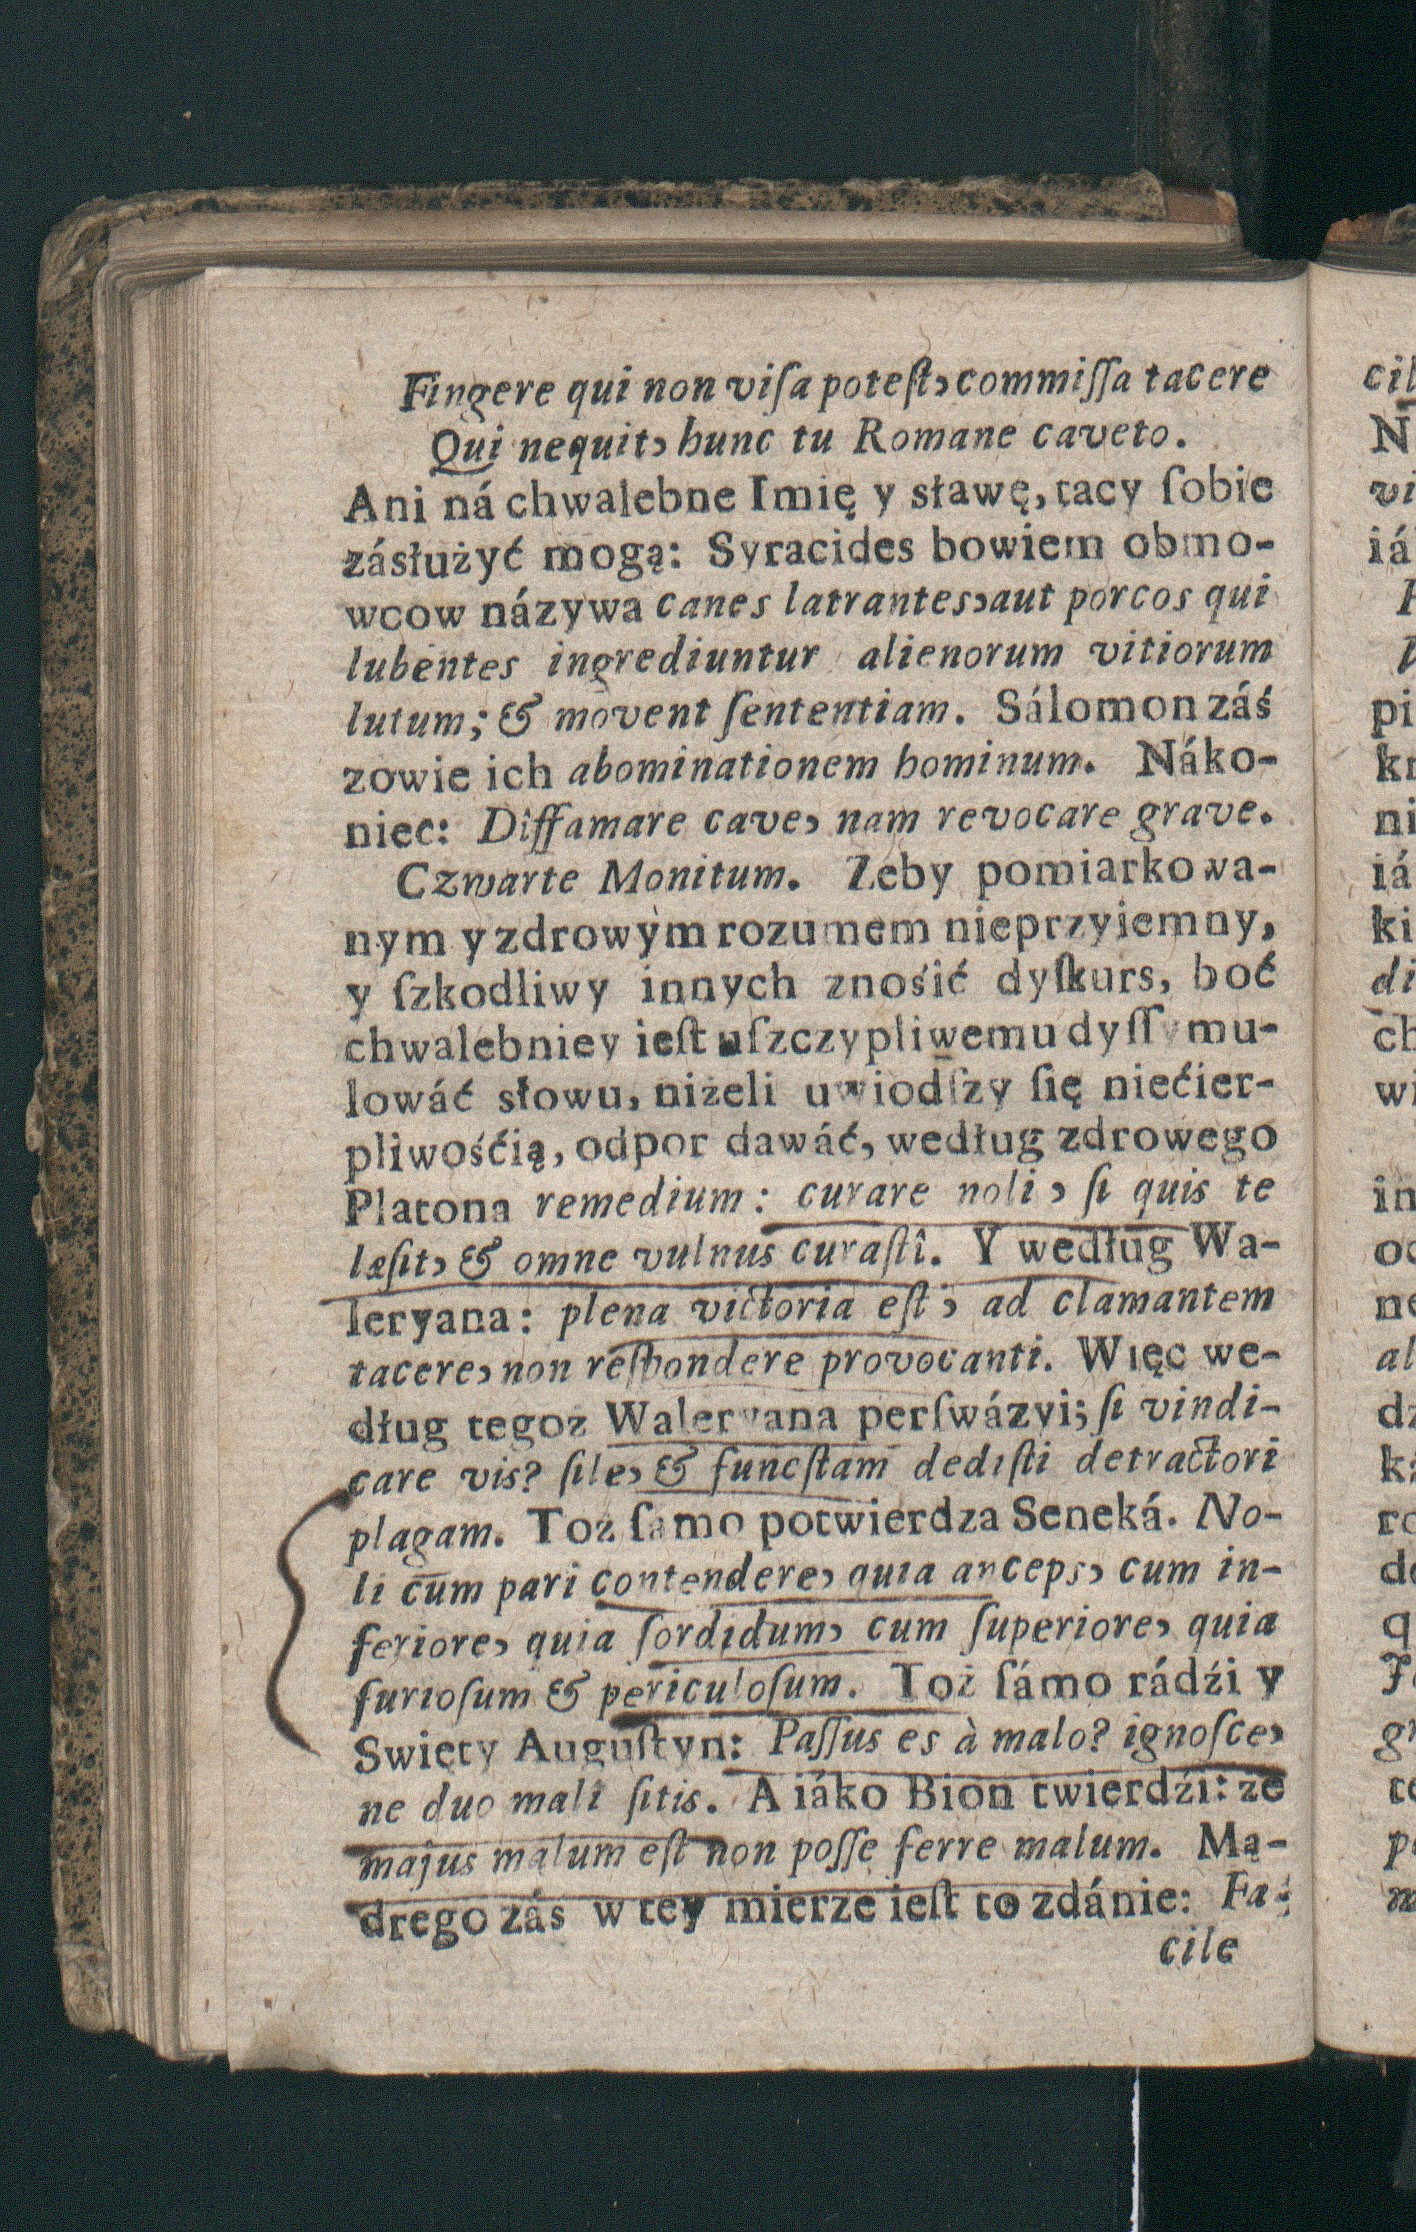 Fingere qui non viſa poteſt, commiſſa tacere
Qui nequit, hunc tu Romane caveto.
Ani ná chwalebne Imię y sławę, tacy ſobie
zásłużyć mogą: Syracides bowiem obmo-
wcow názywa canes latrantes, aut porcos qui
lubentes ingrediuntur alienorum vitiorum
lutum; & movent ſententiam. Sálomon záś
zowie ich abominationem hominum. Náko-
niec: Diffamare cave, nam revocare grave.
Czwarte Monitum. Zeby pomiarkowa-
nym y zdrowym rozumem nieprzyiemny,
y ſzkodliwy innych znośić dyſkurs, boć
chwalebniey ieſt uſzczypliwemu dyſſymu-
lowáć słowu, niżeli uwiodſzy ſię niećier-
pliwośćią, odpor dawáć, według zdrowego
Platona remedium: curare noli, ſi quis te
læſit, & omne vulnus curaſti. Y według Wa-
leryana: plena victoria eſt, ad clamantem
tacere, non reſpondere provocanti. Więc we-
dług tegoz Waleryana perſwázyi; ſi vindi-
care vis? ſile, & funeſtam dediſti detractori
plagam. Toż ſamo potwierdza Seneká. No-
li cum pari contendere, quia anceps, cum in-
feriore, quia ſordidum, cum ſuperiore, quia
furioſum & periculoſum. Toż ſámo rádźi y
Swięty Auguſtyn: Paſſus es à malo? ignoſce,
ne duo mali ſitis. A iáko Bion twierdźi: ze
majus malum eſt non poſſe ferre malum. Mą-
drego zás w tey mierze ieſt to zdánie: Fa-
cile